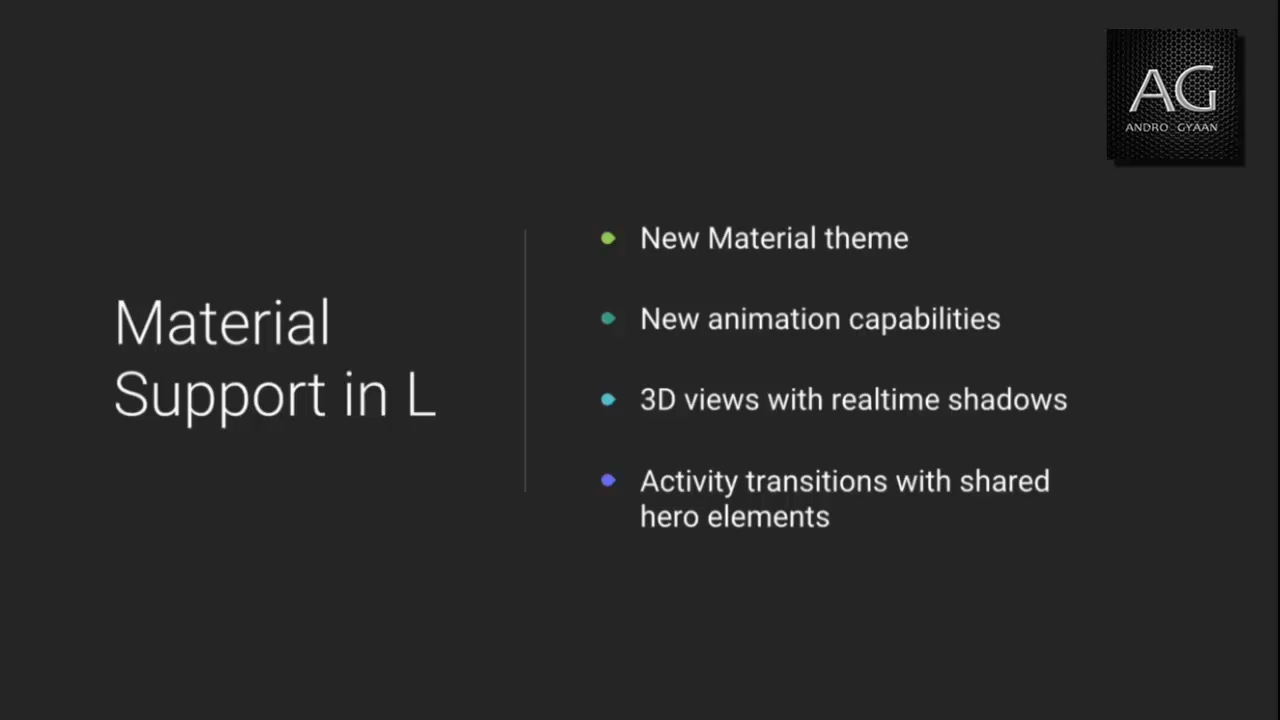 AG
ANDRO GYAAN
Material
Support in L
New Material theme
New animation capabilities
3D views with realtime shadows
Activity transitions with shared
hero elements